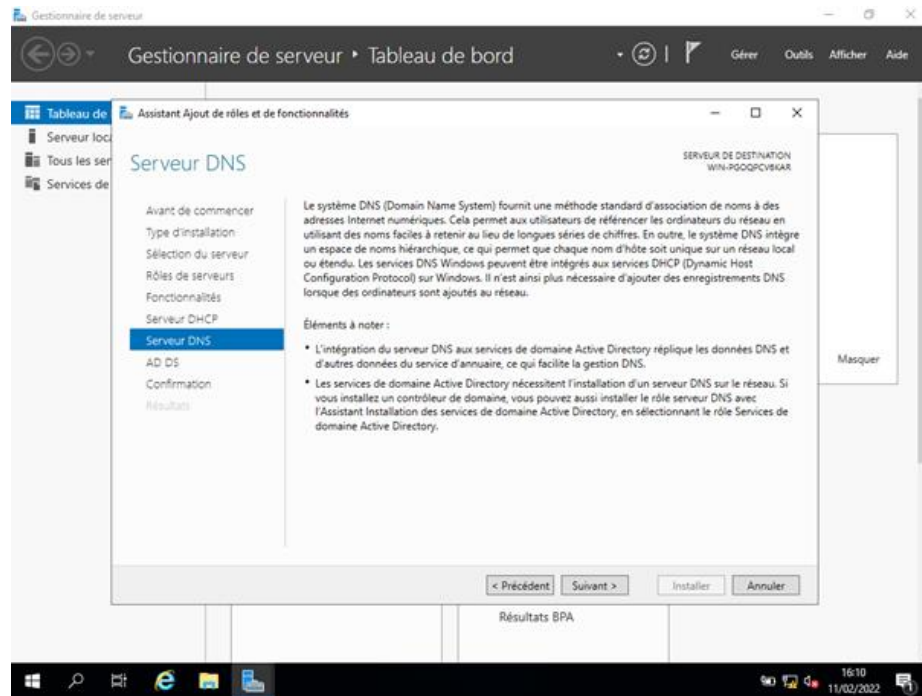 Gestionnaire de serveur
Gestionnaire de serveur ‣ Tableau de bord
Gérer Outils Afficher Aide
Tableau de
Serveur loca
Tous les ser
Services de
Assistant Ajout de rôles et de fonctionnalités
Serveur DNS
SERVEUR DE DESTINATION
Avant de commencer
Type d'installation
Sélection du serveur
Rôles de serveurs
Fonctionnalités
Serveur DHCP
Serveur DNS
AD DS
Confirmation
Résultats
Le système DNS (Domain Name System) fournit une méthode standard d'association de noms à des
adresses Internet numériques. Cela permet aux utilisateurs de référencer les ordinateurs du réseau en
utilisant des noms faciles à retenir au lieu de longues séries de chiffres. En outre, le système DNS intègre
un espace de noms hiérarchique, ce qui permet que chaque nom d'hôte soit unique sur un réseau local
ou étendu. Les services DNS Windows peuvent être intégrés aux services DHCP (Dynamic Host
Configuration Protocol) sur Windows. Il n'est ainsi plus nécessaire d'ajouter des enregistrements DNS
lorsque des ordinateurs sont ajoutés au réseau.
Éléments à noter :
• L'intégration du serveur DNS aux services de domaine Active Directory réplique les données DNS et
d'autres données du service d'annuaire, ce qui facilite la gestion DNS.
• Les services de domaine Active Directory nécessitent l'installation d'un serveur DNS sur le réseau. Si
vous installez un contrôleur de domaine, vous pouvez aussi installer le rôle serveur DNS avec
l'Assistant Installation des services de domaine Active Directory, en sélectionnant le rôle Services de
domaine Active Directory.
Masquer
< Précédent Suivant > Installer Annuler
Résultats BPA
16:10
11/02/2022